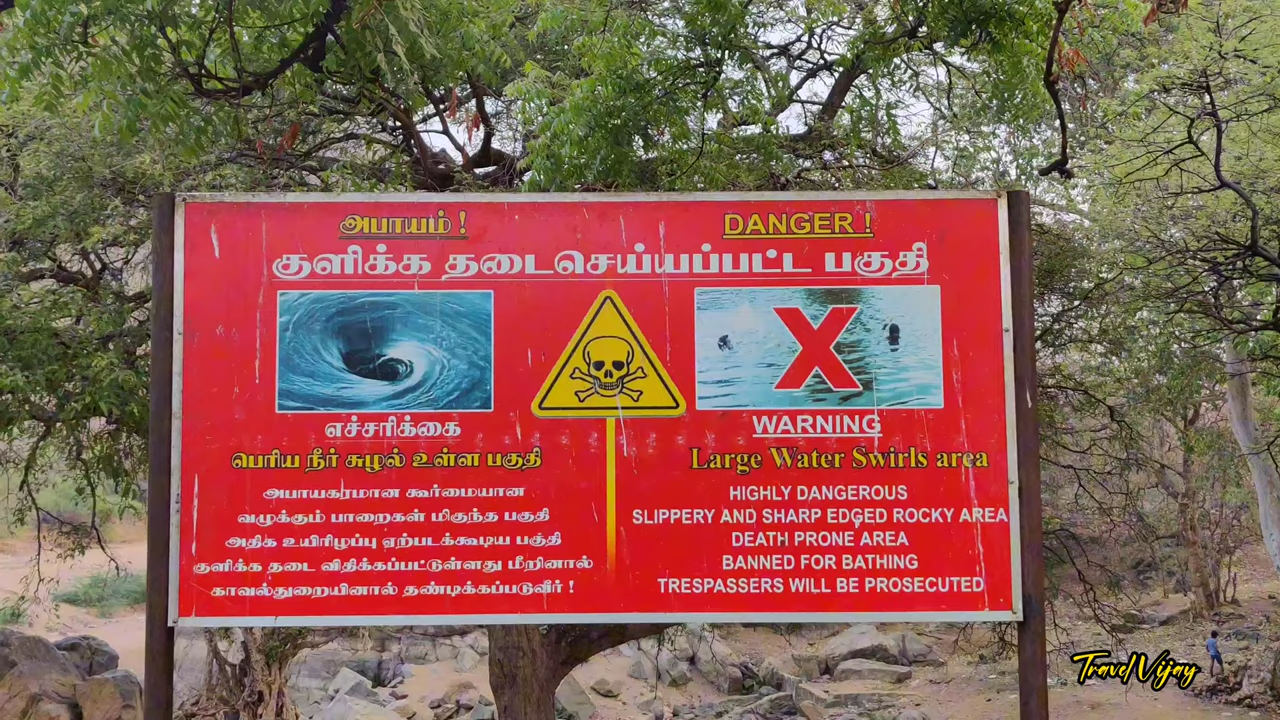 அபாயம் !
DANGER !
குளிக்க தடைசெய்யப்பட்ட பகுதி
எச்சரிக்கை
பெரிய நீர் சுழல் உள்ள பகுதி
அபாயகரமான கூர்மையான
வழுக்கும் பாறைகள் மிகுந்த பகுதி
அதிக உயிரிழப்பு ஏற்படக்கூடிய பகுதி
குளிக்க தடை விதிக்கப்பட்டுள்ளது மீறினால்
காவல்துறையினால் தண்டிக்கப்படுவீர் !
WARNING
Large Water Swirls area
HIGHLY DANGEROUS
SLIPPERY AND SHARP EDGED ROCKY AREA
DEATH PRONE AREA
BANNED FOR BATHING
TRESPASSERS WILL BE PROSECUTED
Travel Vijay